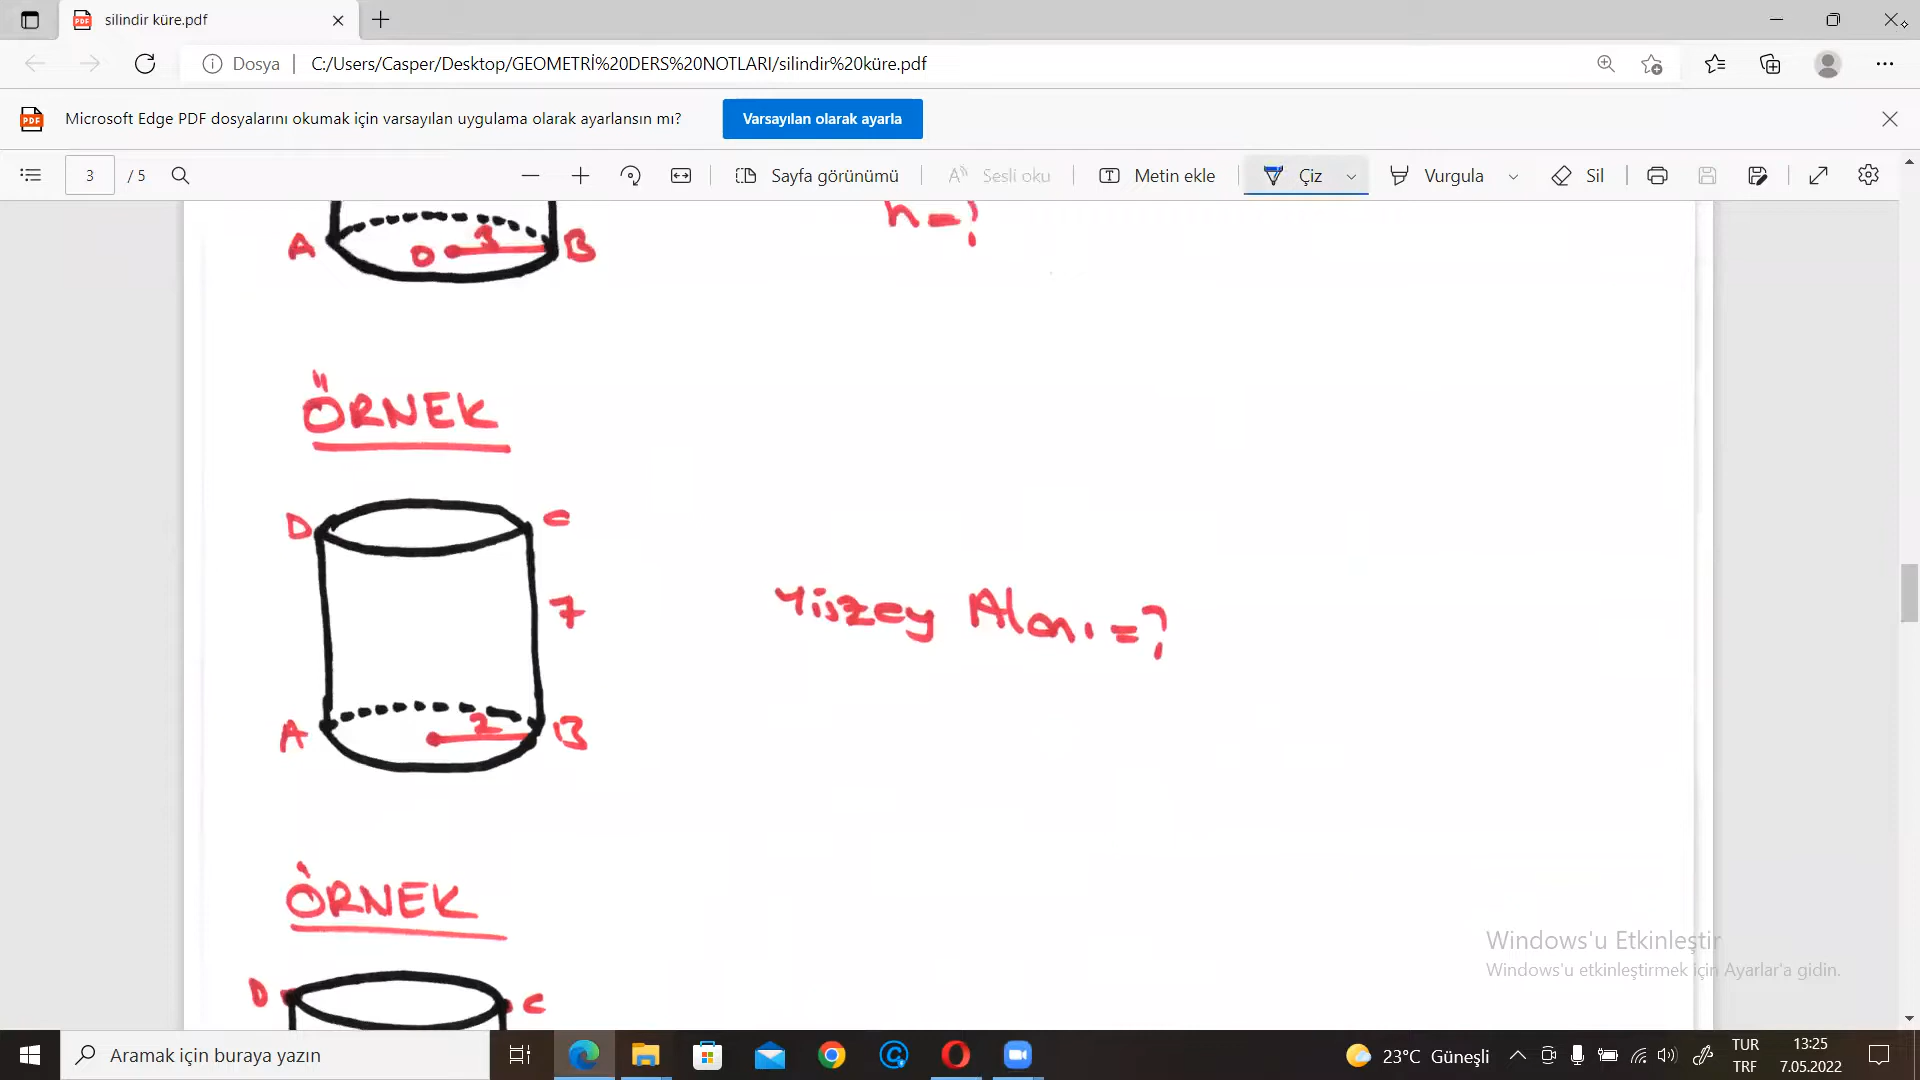 silindir küre.pdf
Dosya C:/Users/Casper/Desktop/GEOMETRİ%20DERS%20NOTLARI/silindir%20küre.pdf
Microsoft Edge PDF dosyalarını okumak için varsayılan uygulama olarak ayarlansın mı? Varsayılan olarak ayarla
3 / 5 Sayfa görünümü Sesli oku Metin ekle Çiz Vurgula Sil
h=?
A O 3 B
ÖRNEK
D C
7
Yüzey Alanı=?
A 2 B
ÖRNEK
D C
Windows'u Etkinleştir
Windows'u etkinleştirmek için Ayarlar'a gidin.
Aramak için buraya yazın 23°C Güneşli TUR 13:25
TRF 7.05.2022